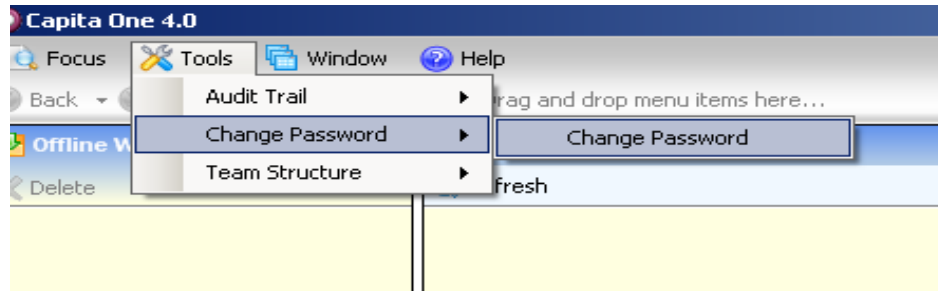 Capita One 4.0
Focus Tools Window Help
Back
Audit Trail
rag and drop menu items here...
Offline W
Change Password
Change Password
Delete
Team Structure
fresh